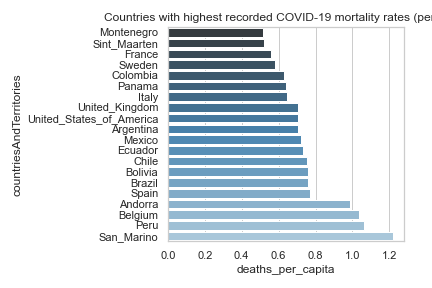 Countries with highest recorded COVID-19 mortality rates (per
countriesAndTerritories
Montenegro
Sint_Maarten
France
Sweden
Colombia
Panama
Italy
United_Kingdom
United_States_of_America
Argentina
Mexico
Ecuador
Chile
Bolivia
Brazil
Spain
Andorra
Belgium
Peru
San_Marino
0.0 0.2 0.4 0.6 0.8 1.0 1.2
deaths_per_capita